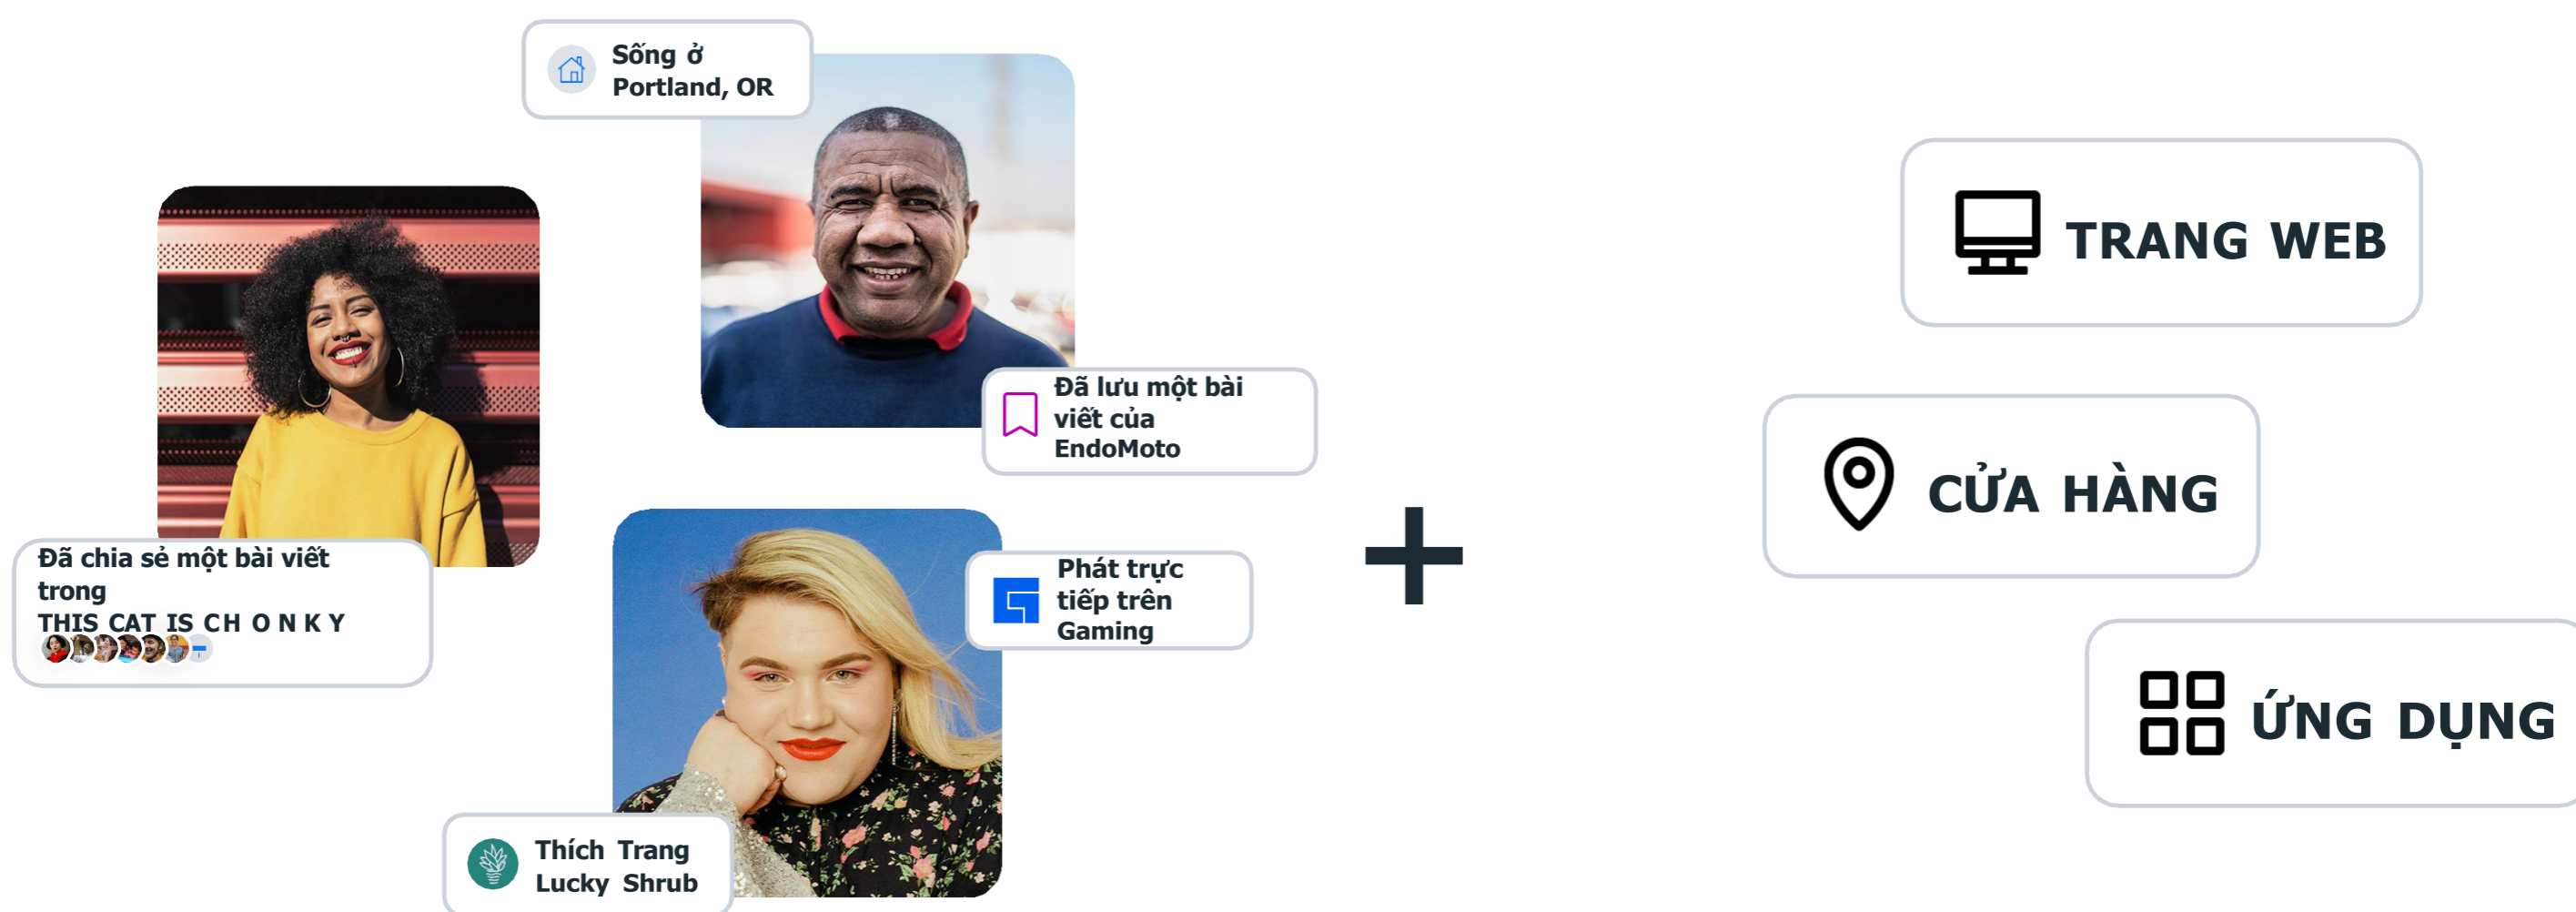 Sống ở
Portland, OR
Đã lưu một bài
viết của
EndoMoto
Đã chia sẻ một bài viết
trong
THIS CAT IS C H O N K Y
Phát trực
tiếp trên
Gaming
Thích Trang
Lucky Shrub
TRANG WEB
CỬA HÀNG
ỨNG DỤNG